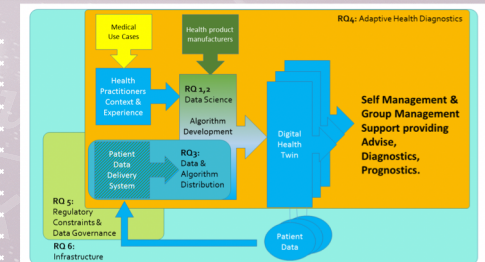 RQ4: Adaptive Health Diagnostics
Medical
Use Cases
Health product
manufacturers
Health
Practitioners
Context &
Experience
RQ 1,2
Data Science
Algorithm
Development
Patient
Data
Delivery
System
RQ3:
Data &
Algorithm
Distribution
Digital
Health
Twin
Self Management &
Group Management
Support providing
Advise,
Diagnostics,
Prognostics.
RQ 5:
Regulatory
Constraints &
Data Governance
RQ 6:
Infrastructure
Patient
Data